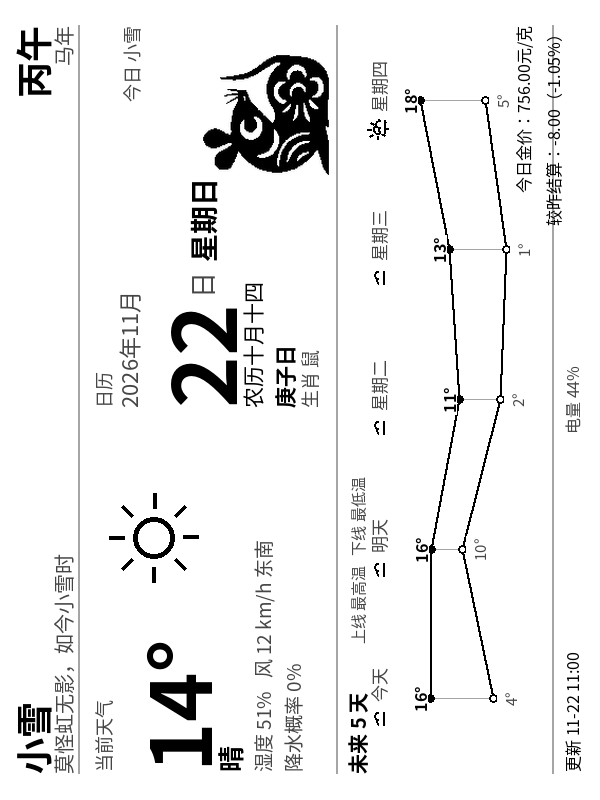 小雪
莫怪虹无影，如今小雪时
丙午
马年
当前天气
14°
晴
湿度 51% 风 12 km/h 东南
降水概率 0%
日历
2026年11月
今日 小雪
22 日 星期日
农历十月十四
庚子日
生肖 鼠
未来 5 天
上线 最高温 下线 最低温
今天
明天
星期二
星期三
星期四
16°
16°
11°
13°
18°
4°
10°
2°
1°
5°
今日金价：756.00元/克
较昨结算：-8.00（-1.05%）
更新 11-22 11:00
电量 44%